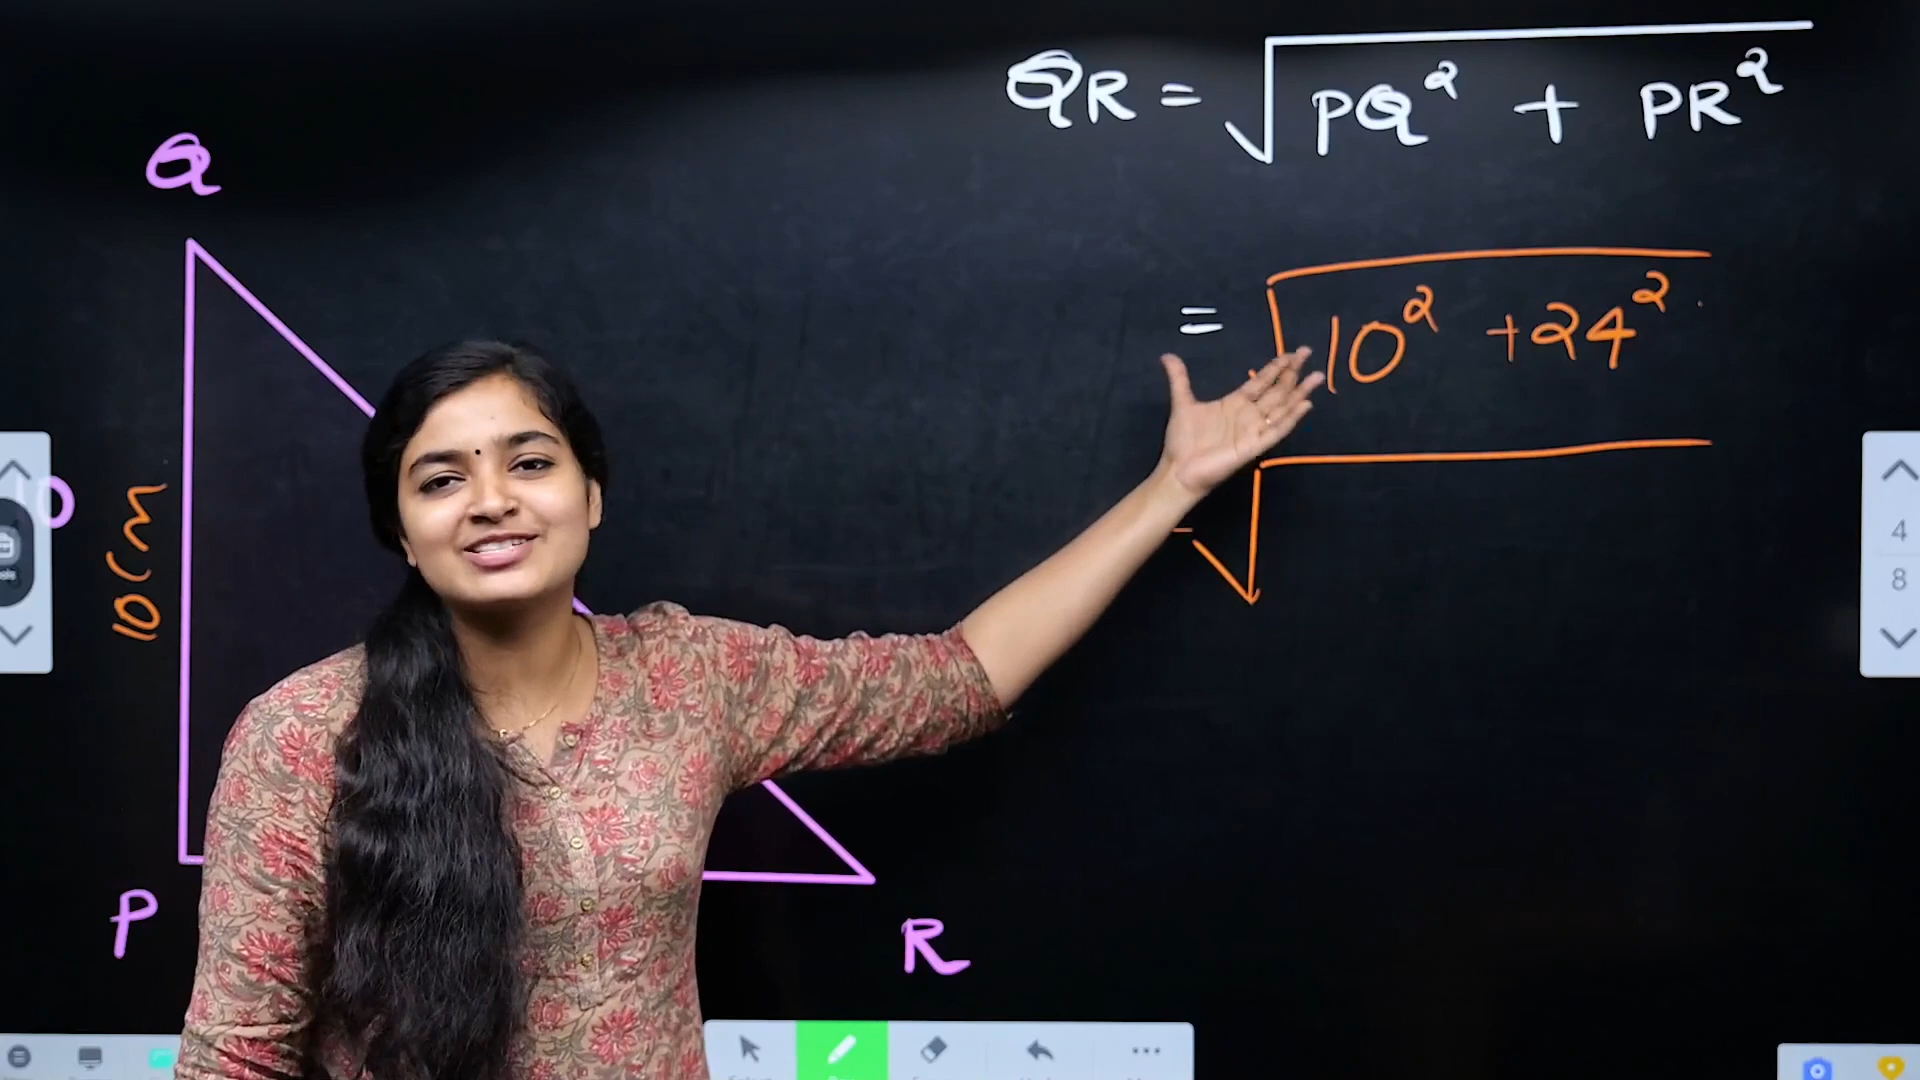 QR = √PQ² + PR²
Q
= √10² + 24²
10cm
4
8
P
R